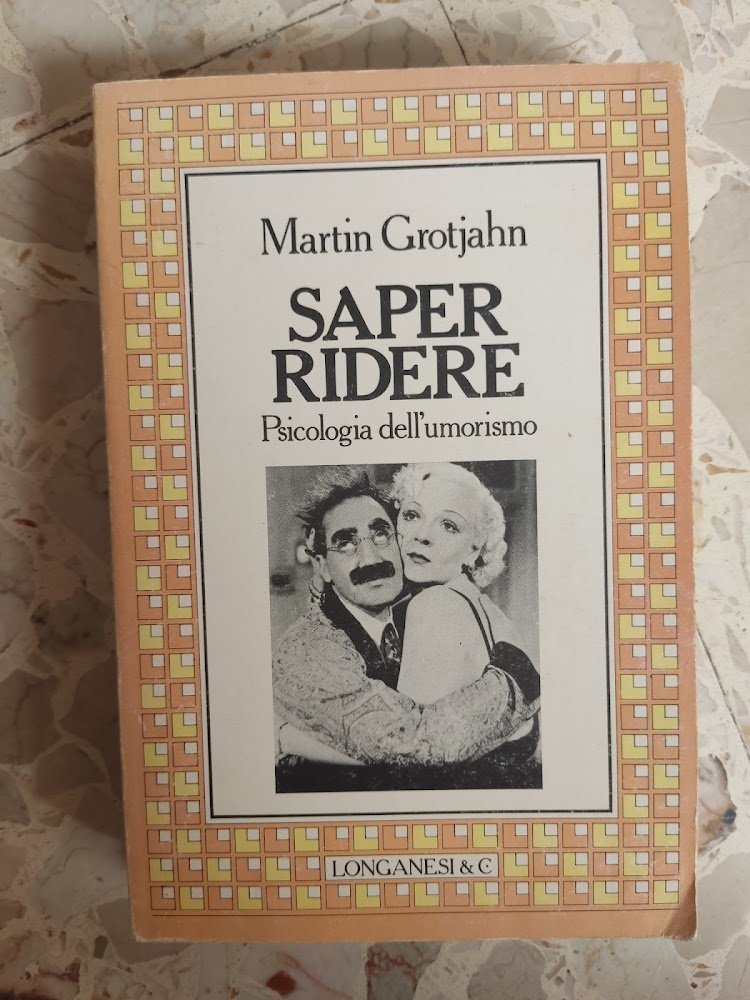 Martin Grotjahn
SAPER
RIDERE
Psicologia dell'umorismo
LONGANESI & C